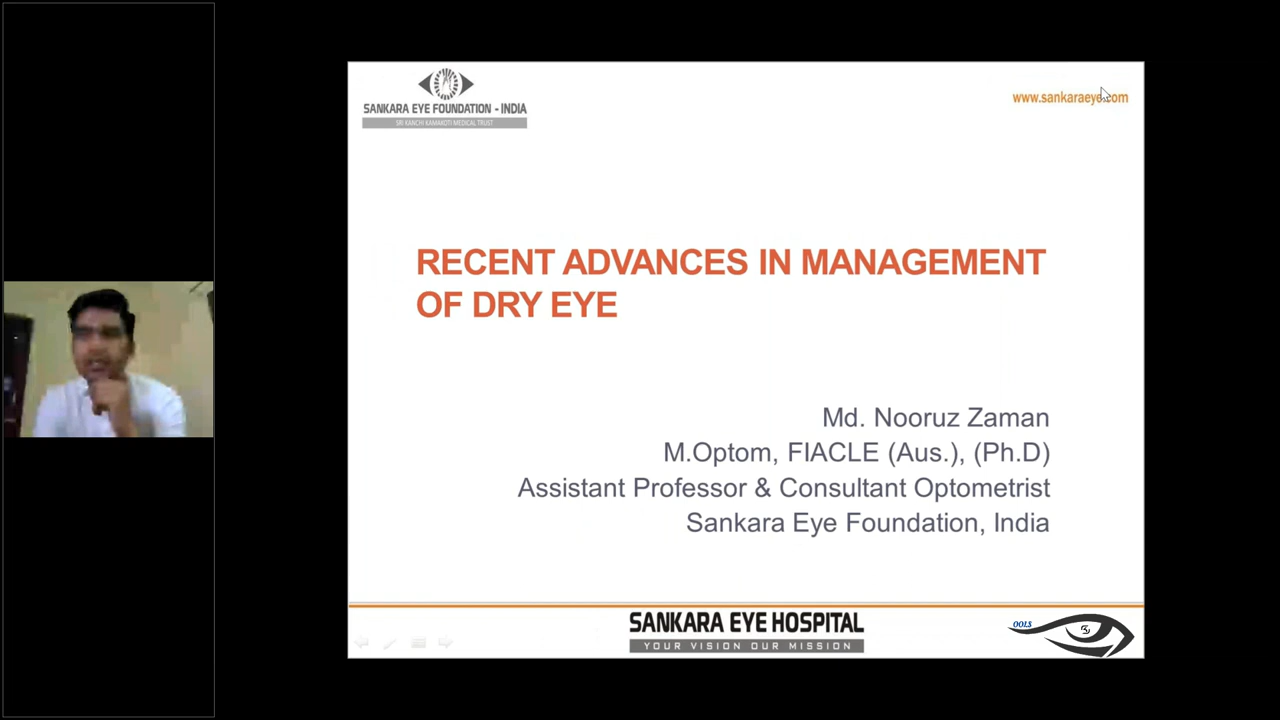 SANKARA EYE FOUNDATION - INDIA
SRI KANCHI KAMAKOTI MEDICAL TRUST
www.sankaraeye.com
RECENT ADVANCES IN MANAGEMENT
OF DRY EYE
Md. Nooruz Zaman
M.Optom, FIACLE (Aus.), (Ph.D)
Assistant Professor & Consultant Optometrist
Sankara Eye Foundation, India
SANKARA EYE HOSPITAL
YOUR VISION OUR MISSION
OOLS